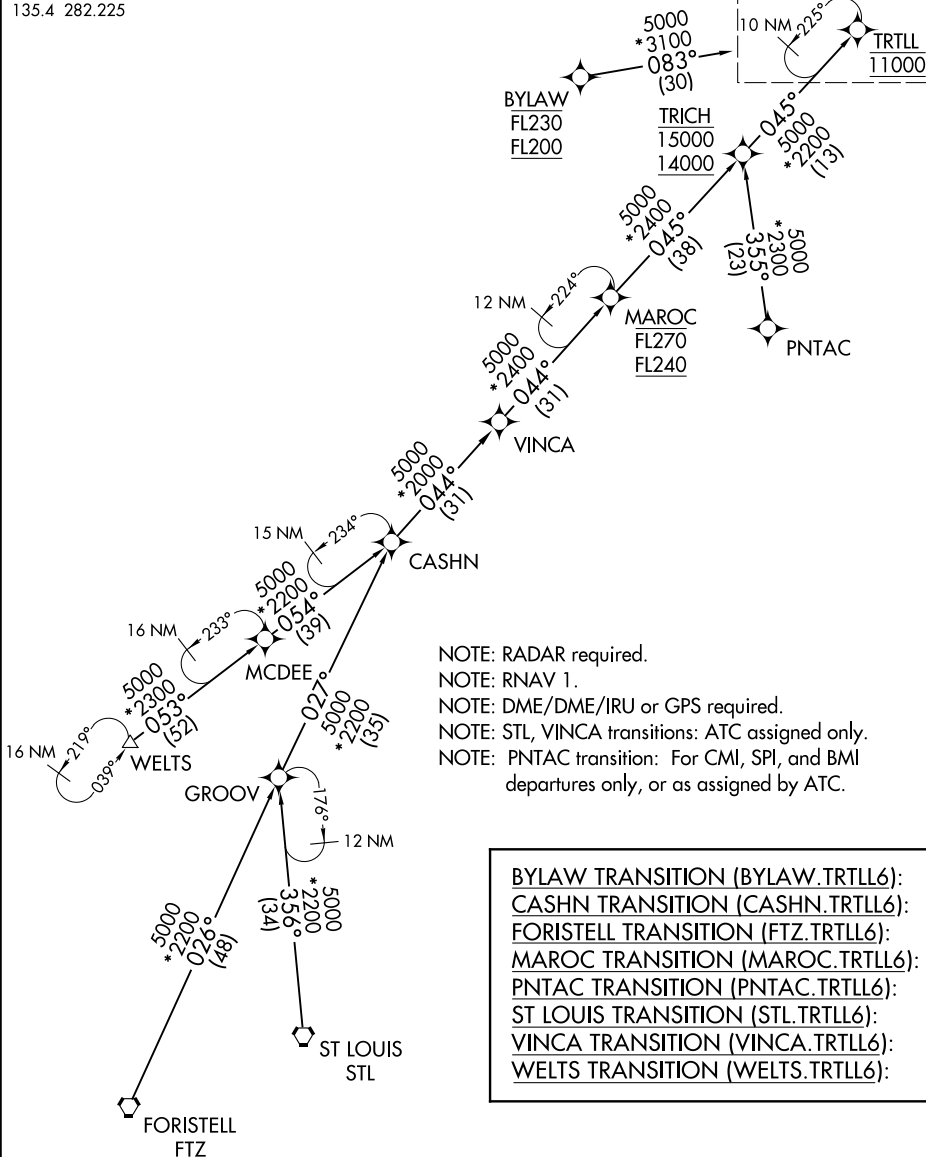 135.4 282.225
5000
*3100
083°
(30)
BYLAW
FL230
FL200
10 NM
225°
TRTLL
11000
TRICH
15000
14000
045°
5000
*2200
(13)
5000
*2400
045°
(38)
5000
*2300
355°
(23)
PNTAC
12 NM
224°
MAROC
FL270
FL240
5000
*2400
044°
(31)
VINCA
5000
*2000
044°
(31)
15 NM
234°
CASHN
5000
*2200
054°
(39)
16 NM
233°
MCDEE
5000
*2300
053°
(52)
16 NM
219°
039°
WELTS
027°
5000
*2200
(35)
GROOV
176°
12 NM
5000
*2200
356°
(34)
5000
*2200
026°
(48)
ST LOUIS
STL
FORISTELL
FTZ
NOTE: RADAR required.
NOTE: RNAV 1.
NOTE: DME/DME/IRU or GPS required.
NOTE: STL, VINCA transitions: ATC assigned only.
NOTE: PNTAC transition: For CMI, SPI, and BMI
departures only, or as assigned by ATC.
BYLAW TRANSITION (BYLAW.TRTLL6):
CASHN TRANSITION (CASHN.TRTLL6):
FORISTELL TRANSITION (FTZ.TRTLL6):
MAROC TRANSITION (MAROC.TRTLL6):
PNTAC TRANSITION (PNTAC.TRTLL6):
ST LOUIS TRANSITION (STL.TRTLL6):
VINCA TRANSITION (VINCA.TRTLL6):
WELTS TRANSITION (WELTS.TRTLL6):